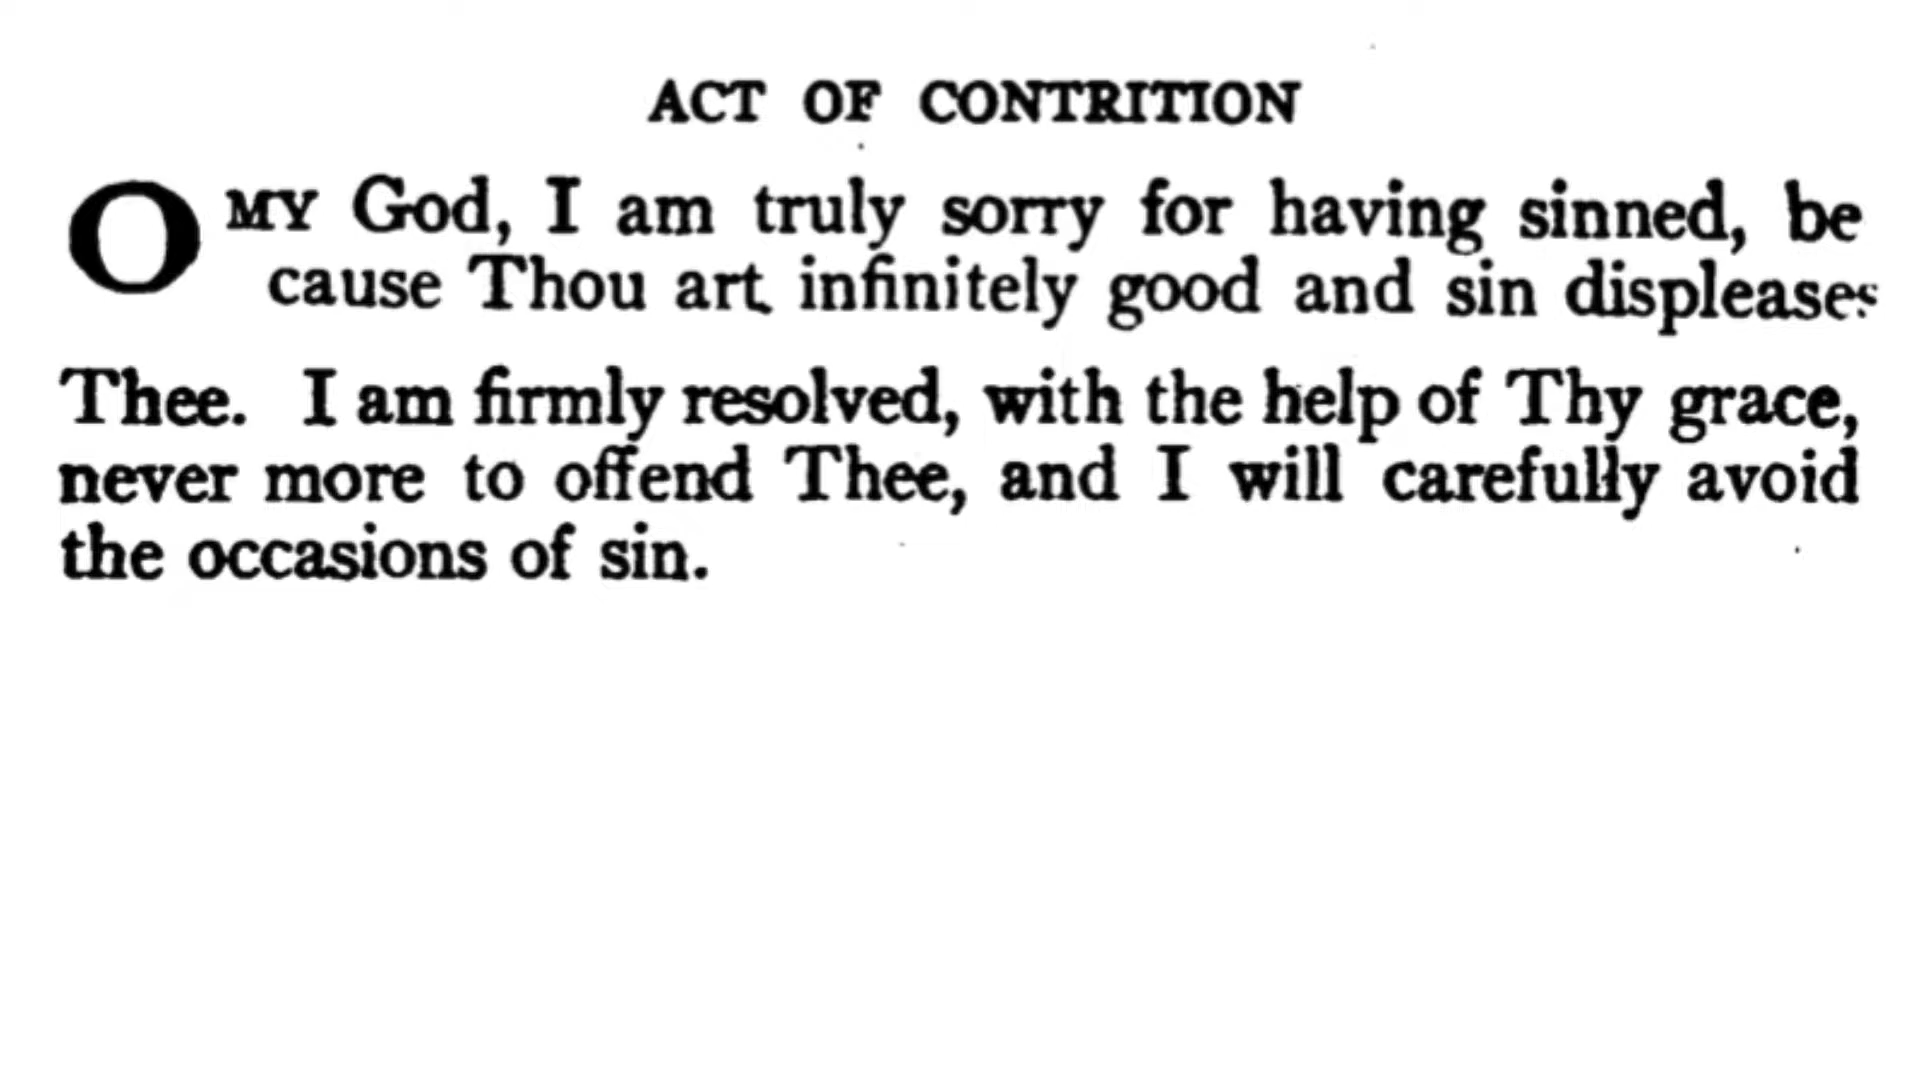 ACT OF CONTRITION
O MY God, I am truly sorry for having sinned, be
cause Thou art infinitely good and sin displeases
Thee. I am firmly resolved, with the help of Thy grace,
never more to offend Thee, and I will carefully avoid
the occasions of sin.